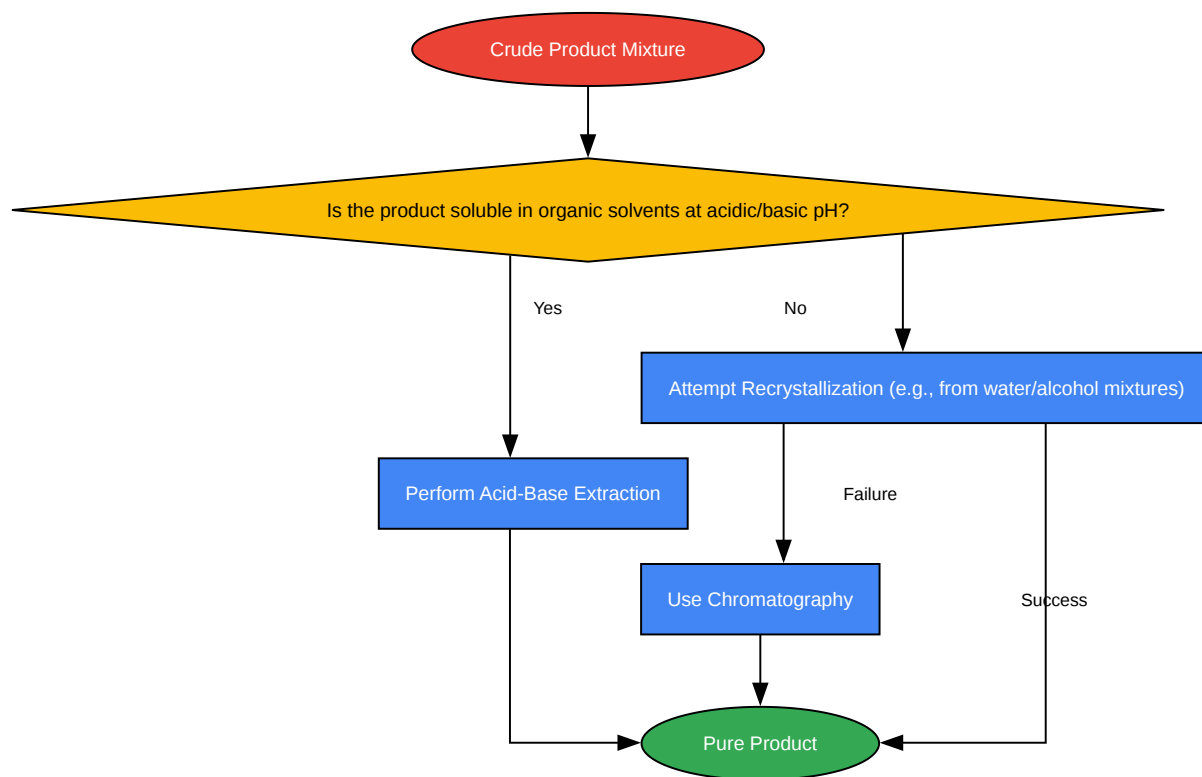 Crude Product Mixture
Is the product soluble in organic solvents at acidic/basic pH?
Yes
No
Attempt Recrystallization (e.g., from water/alcohol mixtures)
Perform Acid-Base Extraction
Failure
Use Chromatography
Success
Pure Product